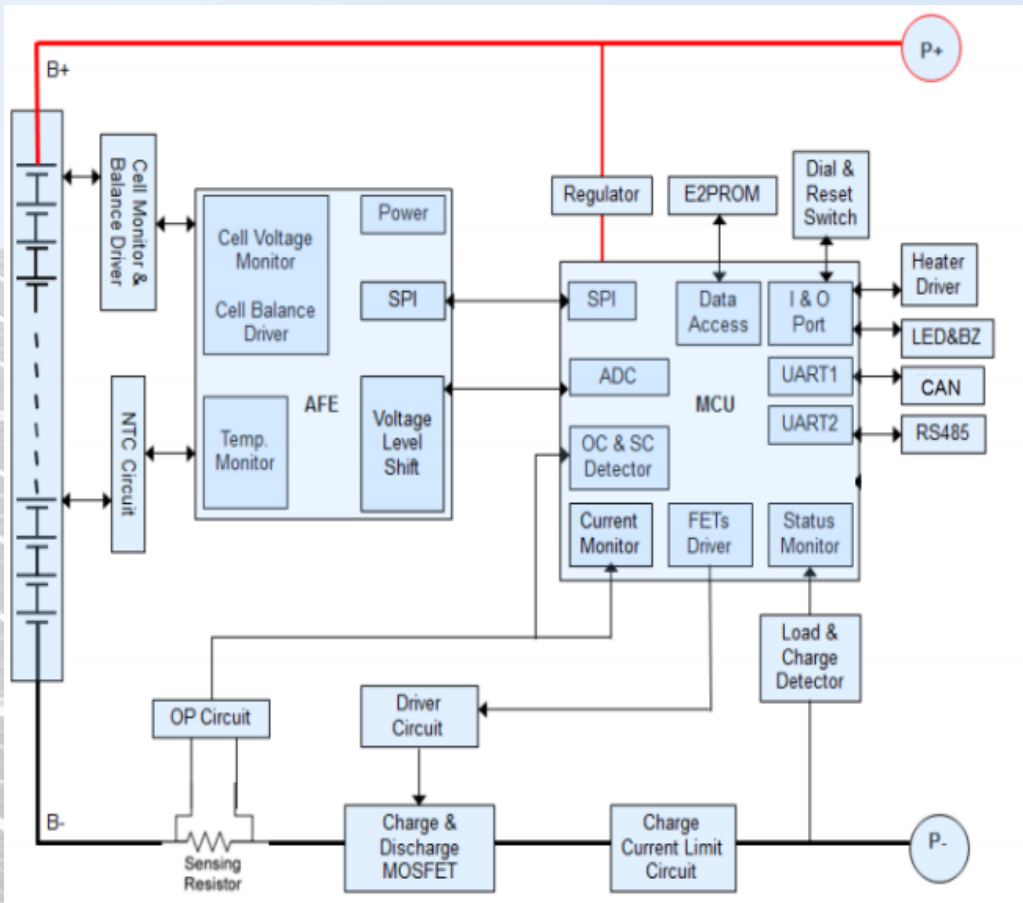 P+
B+
Cell Monitor &
Balance Driver
Regulator
E2PROM
Dial &
Reset
Switch
Cell Voltage
Monitor
Cell Balance
Driver
Power
SPI
SPI
Data
Access
I & O
Port
Heater
Driver
LED&BZ
ADC
UART1
CAN
AFE
MCU
NTC Circuit
Temp.
Monitor
Voltage
Level
Shift
UART2
RS485
OC & SC
Detector
Current
Monitor
FETs
Driver
Status
Monitor
Load &
Charge
Detector
OP Circuit
Driver
Circuit
B-
Sensing
Resistor
Charge &
Discharge
MOSFET
Charge
Current Limit
Circuit
P-